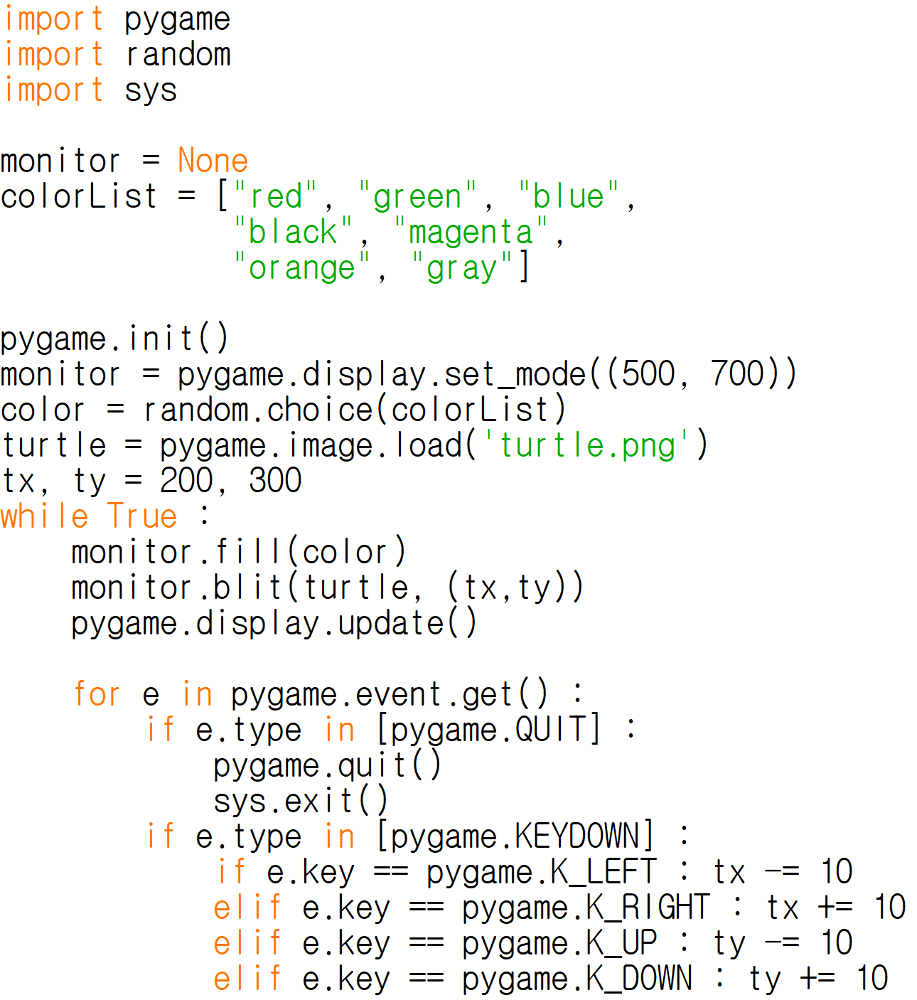 import pygame
import random
import sys

monitor = None
colorList = ["red", "green", "blue",
             "black", "magenta",
             "orange", "gray"]

pygame.init()
monitor = pygame.display.set_mode((500, 700))
color = random.choice(colorList)
turtle = pygame.image.load('turtle.png')
tx, ty = 200, 300
while True :
    monitor.fill(color)
    monitor.blit(turtle, (tx,ty))
    pygame.display.update()

    for e in pygame.event.get() :
        if e.type in [pygame.QUIT] :
            pygame.quit()
            sys.exit()
        if e.type in [pygame.KEYDOWN] :
            if e.key == pygame.K_LEFT : tx -= 10
            elif e.key == pygame.K_RIGHT : tx += 10
            elif e.key == pygame.K_UP : ty -= 10
            elif e.key == pygame.K_DOWN : ty += 10